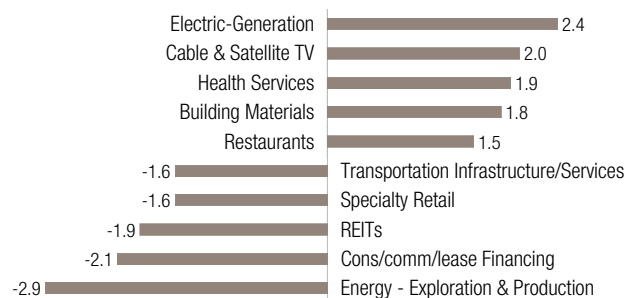 Electric-Generation 2.4
Cable & Satellite TV 2.0
Health Services 1.9
Building Materials 1.8
Restaurants 1.5
-1.6 Transportation Infrastructure/Services
-1.6 Specialty Retail
-1.9 REITs
-2.1 Cons/comm/lease Financing
-2.9 Energy - Exploration & Production